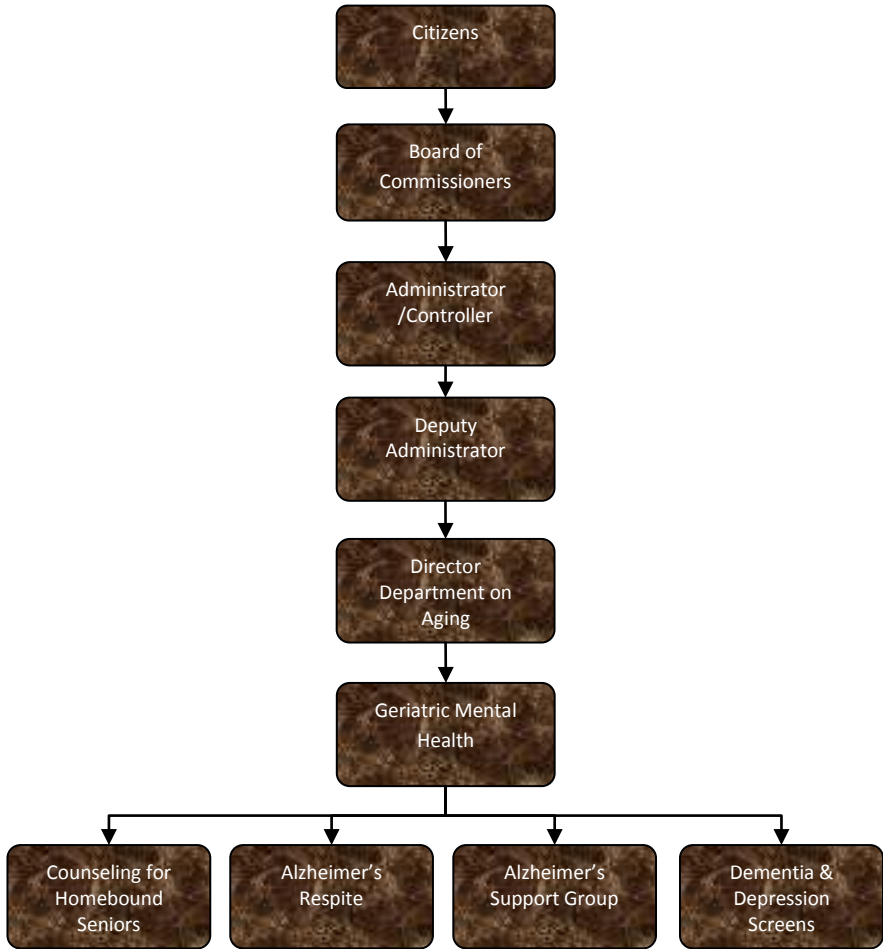 Citizens
Board of
Commissioners
Administrator
/Controller
Deputy
Administrator
Director
Department on
Aging
Geriatric Mental
Health
Counseling for
Homebound
Seniors
Alzheimer’s
Respite
Alzheimer’s
Support Group
Dementia &
Depression
Screens